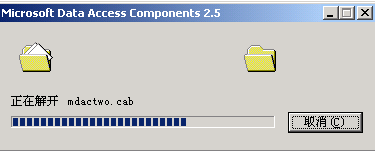 Microsoft Data Access Components 2.5
正在解开 mdactwo.cab
取消(C)